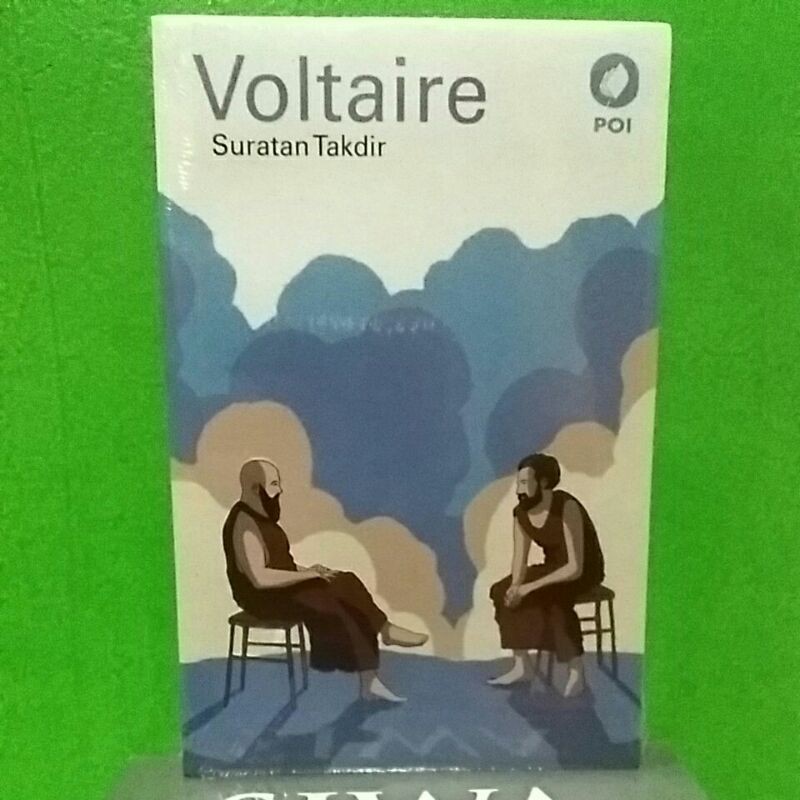 Voltaire
Suratan Takdir
POI